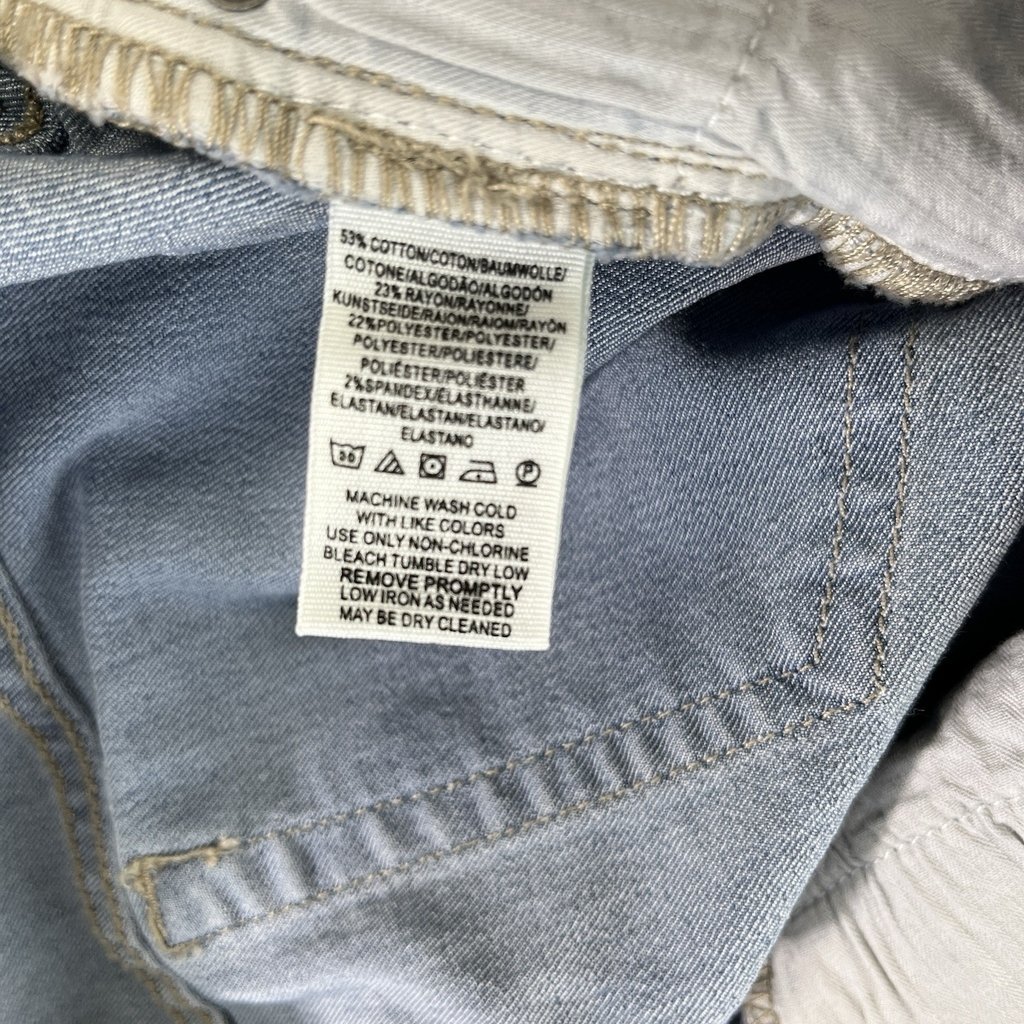 53% COTTON/COTON/BAUMWOLLE/
COTONE/ALGODÃO/ALGODÓN
23% RAYON/RAYONNE/
KUNSTSEIDE/RAION/RAIOM/RAYÓN
22%POLYESTER/POLYESTER/
POLYESTER/POLIESTERE/
POLIÉSTER/POLIÉSTER
2%SPANDEX/ÉLASTHANNE/
ELASTAN/ELASTAN/ELASTANO/
ELASTANO
30 P
MACHINE WASH COLD
WITH LIKE COLORS
USE ONLY NON-CHLORINE
BLEACH TUMBLE DRY LOW
REMOVE PROMPTLY
LOW IRON AS NEEDED
MAY BE DRY CLEANED